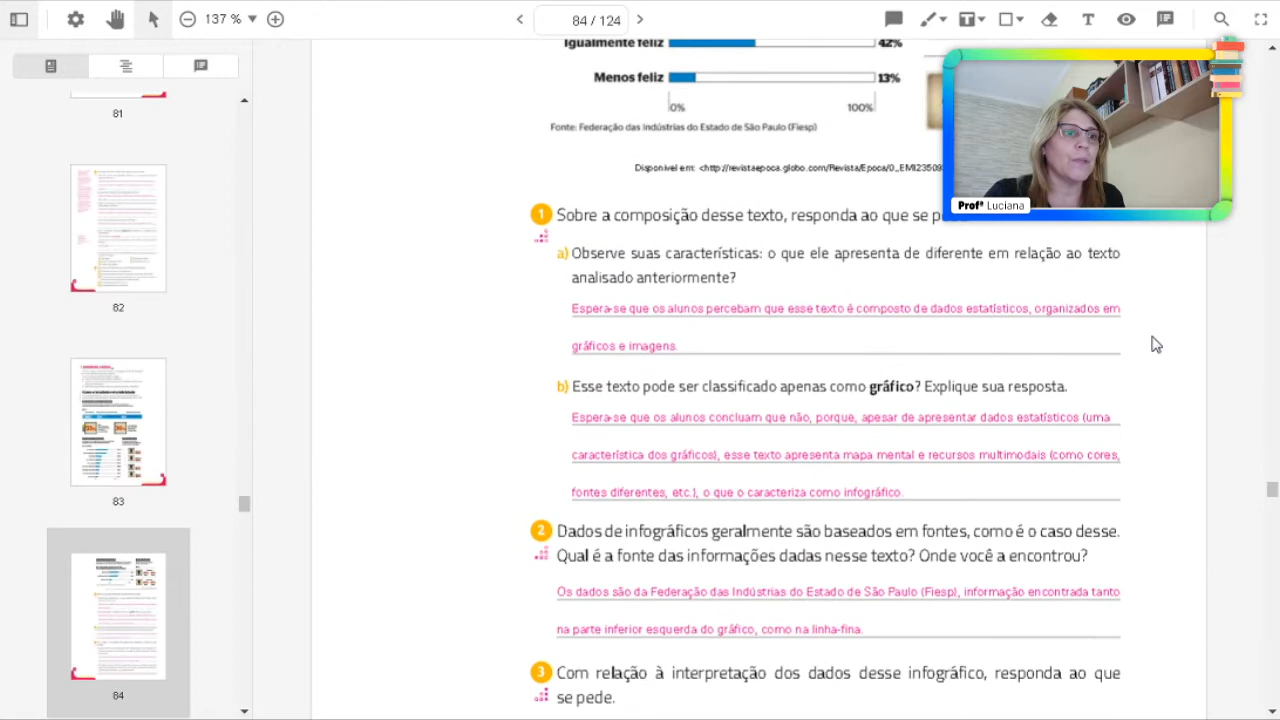 137 %
84 / 124
81
82
83
84
Igualmente feliz 42%
Menos feliz 13%
0% 100%
Fonte: Federação das Indústrias do Estado de São Paulo (Fiesp)
Disponível em: <http://revistaepoca.globo.com/Revista/Epoca/0,,EMI23509
Profª Luciana
1 Sobre a composição desse texto, responda ao que se p
a) Observe suas características: o que ele apresenta de diferente em relação ao texto
analisado anteriormente?
Espera-se que os alunos percebam que esse texto é composto de dados estatísticos, organizados em
gráficos e imagens.
b) Esse texto pode ser classificado apenas como gráfico? Explique sua resposta.
Espera-se que os alunos concluam que não, porque, apesar de apresentar dados estatísticos (uma
característica dos gráficos), esse texto apresenta mapa mental e recursos multimodais (como cores,
fontes diferentes, etc.), o que o caracteriza como infográfico.
2 Dados de infográficos geralmente são baseados em fontes, como é o caso desse.
Qual é a fonte das informações dadas nesse texto? Onde você a encontrou?
Os dados são da Federação das Indústrias do Estado de São Paulo (Fiesp), informação encontrada tanto
na parte inferior esquerda do gráfico, como na linha-fina.
3 Com relação à interpretação dos dados desse infográfico, responda ao que
se pede.